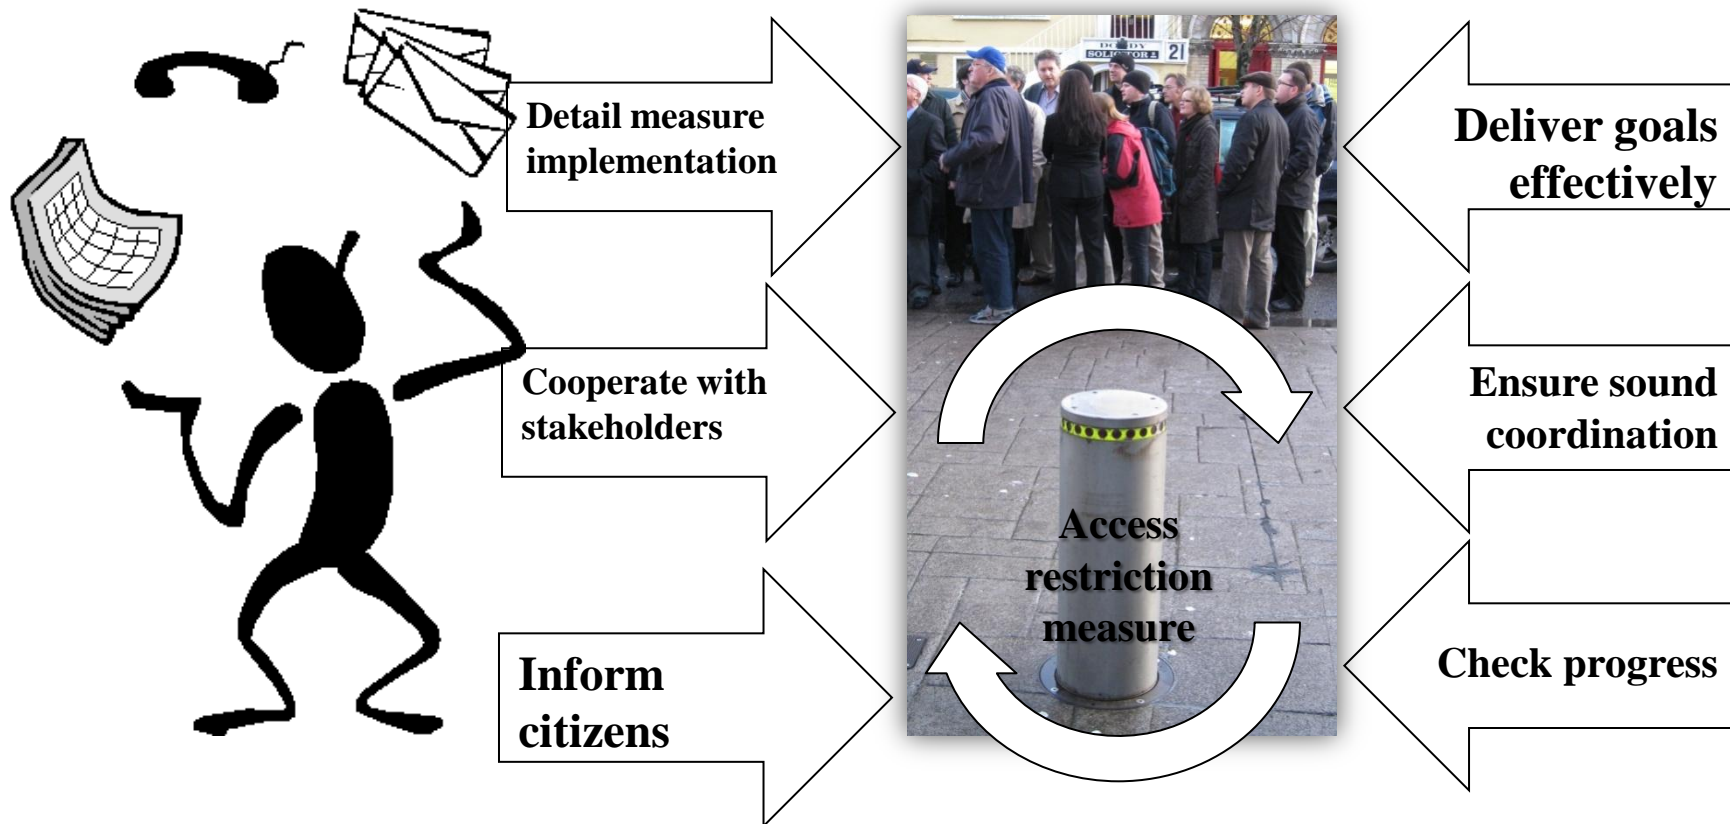 Detail measure
implementation
Cooperate with
stakeholders
Inform
citizens
SOLICITOR
21
Access
restriction
measure
Deliver goals
effectively
Ensure sound
coordination
Check progress